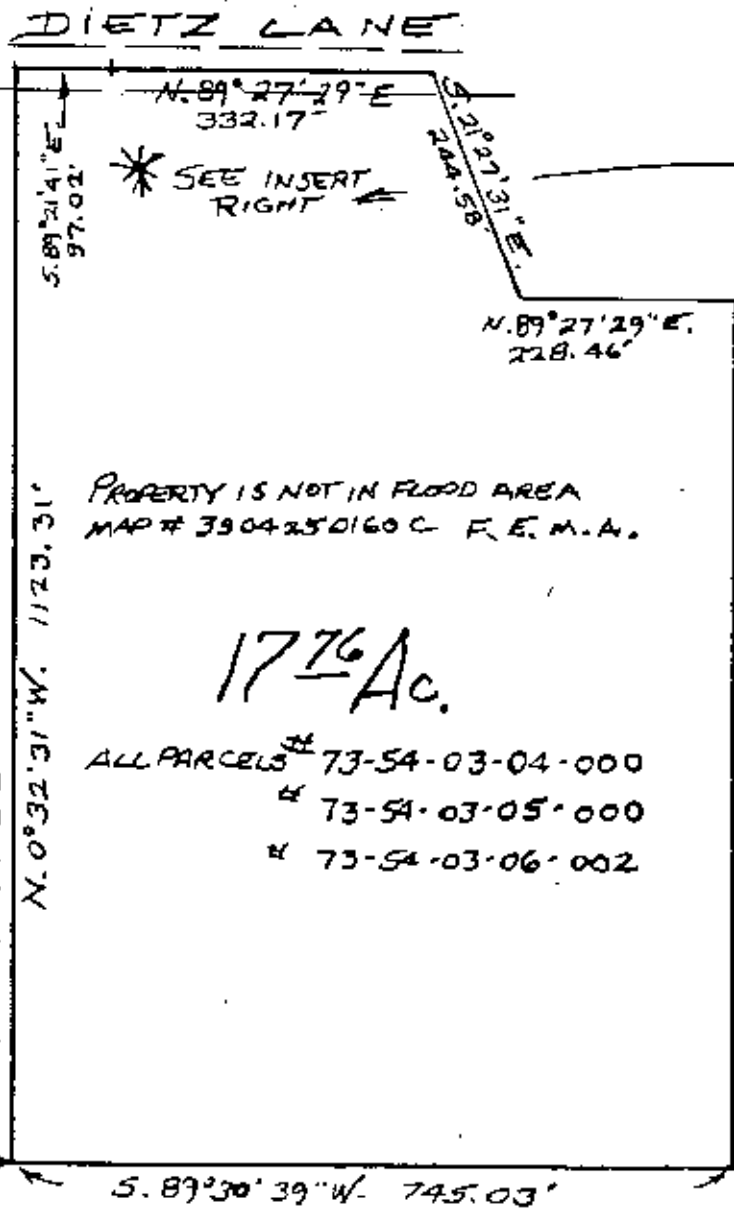 DIETZ LANE
N. 89° 27' 29" E
332.17'
S. 89° 21' 41" E.
97.02'
SEE INSERT
RIGHT
S. 21° 27' 31" E.
244.58'
N. 89° 27' 29" E.
228.46'
PROPERTY IS NOT IN FLOOD AREA
MAP # 3904250160 C F. E. M. A.
N. 0° 32' 31" W. 1123.31'
17 76 Ac.
ALL PARCELS # 73-54-03-04-000
# 73-54-03-05-000
# 73-54-03-06-002
S. 89° 30' 39" W- 745.03'